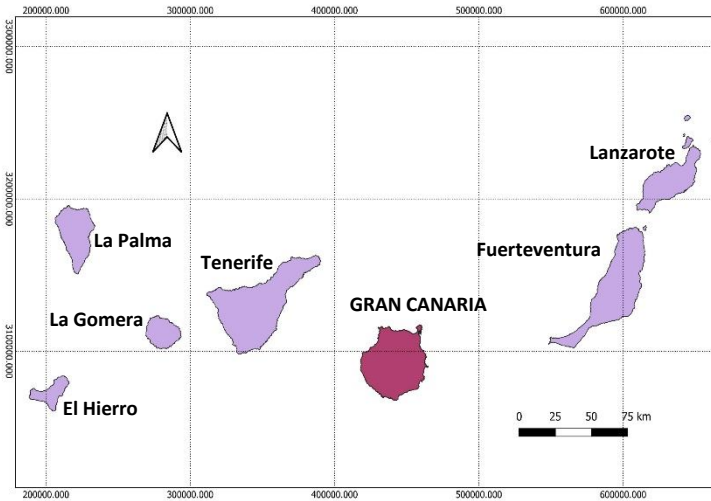 200000.000 300000.000 400000.000 500000.000 600000.000
3300000.000
Lanzarote
3200000.000
La Palma
Fuerteventura
Tenerife
GRAN CANARIA
La Gomera
3100000.000
El Hierro
0 25 50 75 km
200000.000 300000.000 400000.000 500000.000 600000.000